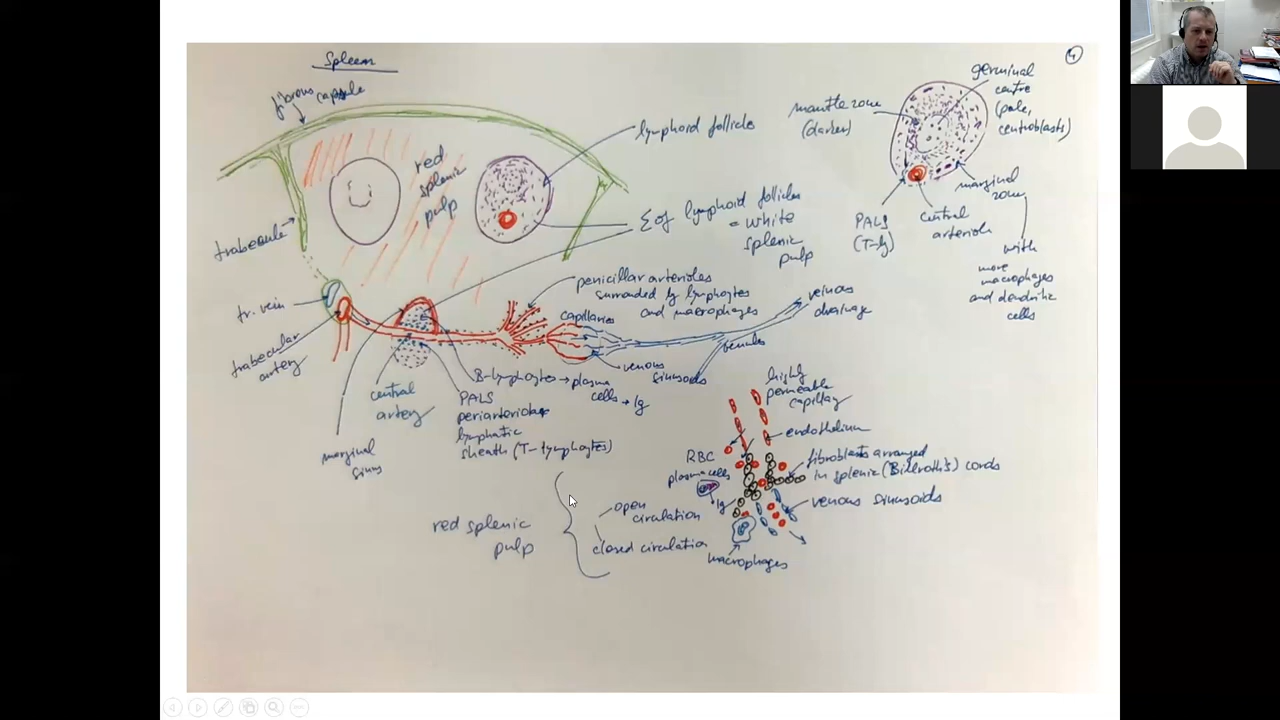 Spleen
4
fibrous capsule
red
splenic
pulp
lymphoid follicles
trabecule
Σ of lymphoid follicles
= white
splenic
pulp
mantle zone
(darker)
germinal
centre
(pale,
centroblasts)
marginal
zone
with
more
macrophages
and dendritic
cells
PALS
(T-ly)
central
arteriole
tr. vein
trabecular
artery
penicillar arterioles
surrounded by lymphocytes
and macrophages
capillaries
venous
drainage
venules
venous
sinusoids
B-lymphocytes → plasma
cells → Ig
central
artery
PALS
periarteriolar
lymphatic
sheath (T-lymphocytes)
marginal
sinus
highly
permeable
capillary
endothelium
RBC
plasma cells
Ig
fibroblasts arranged
in splenic (Billroth's) cords
venous sinusoids
macrophages
red splenic
pulp
open
circulation
closed circulation